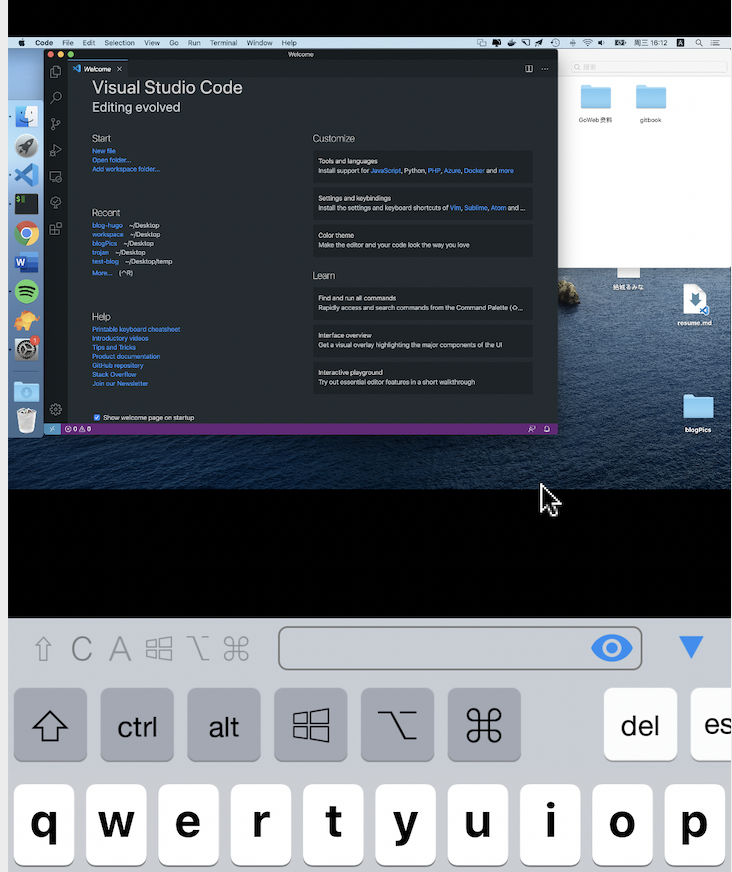 Code File Edit Selection View Go Run Terminal Window Help
周三 16:12 A
Welcome
Welcome
Visual Studio Code
Editing evolved
Start
New file
Open folder...
Add workspace folder...
Recent
blog-hugo ~/Desktop
workspace ~/Desktop
blogPics ~/Desktop
trojan ~/Desktop
test-blog ~/Desktop/temp
More... (^R)
Help
Printable keyboard cheatsheet
Introductory videos
Tips and Tricks
Product documentation
GitHub repository
Stack Overflow
Join our Newsletter
Show welcome page on startup
Customize
Tools and languages
Install support for JavaScript, Python, PHP, Azure, Docker and more
Settings and keybindings
Install the settings and keyboard shortcuts of Vim, Sublime, Atom and ...
Color theme
Make the editor and your code look the way you love
Learn
Find and run all commands
Rapidly access and search commands from the Command Palette (⇧...
Interface overview
Get a visual overlay highlighting the major components of the UI
Interactive playground
Try out essential editor features in a short walkthrough
0 0
搜索
GoWeb 资料
gitbook
結城るみな
resume.md
blogPics
W
$
1
⇧ C A ⌥ ⌘
ctrl alt ⌥ ⌘ del es
q w e r t y u i o p